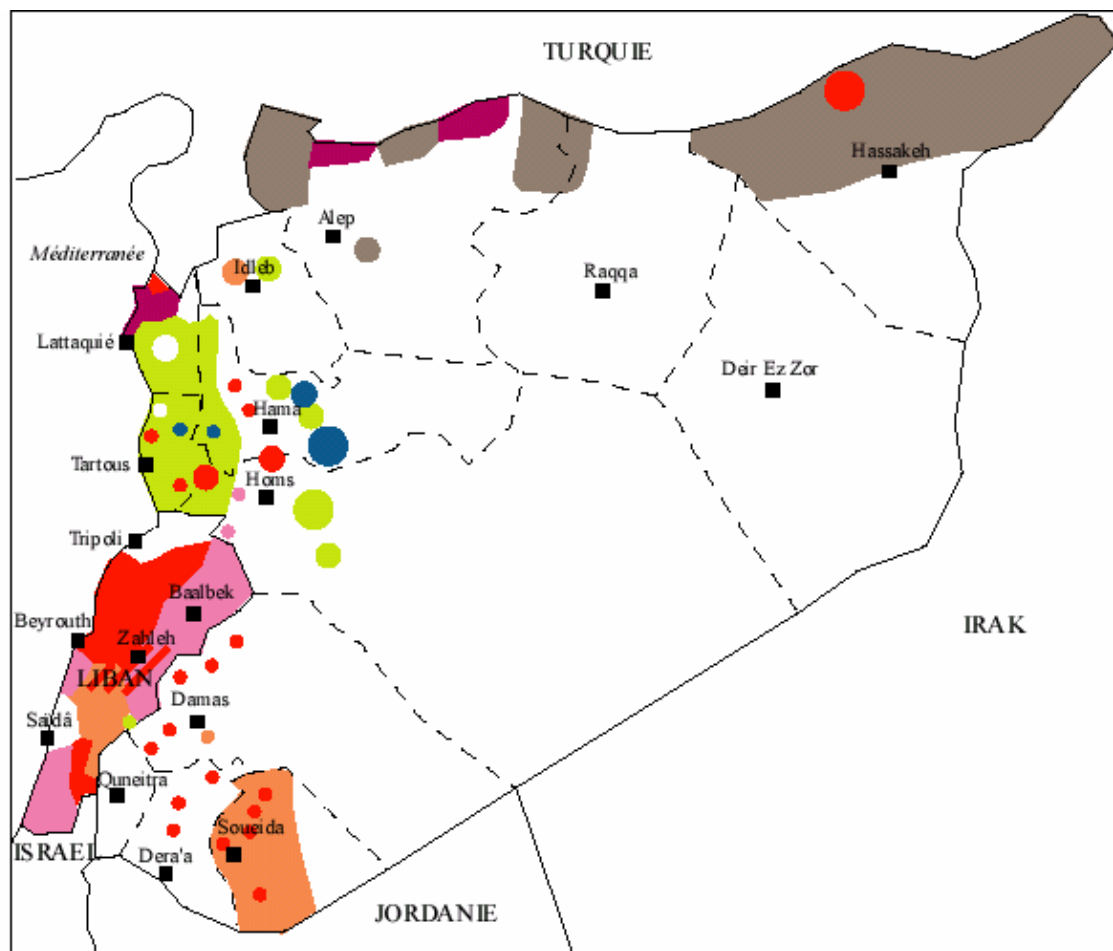 TURQUIE
Hassakeh
Alep
Méditerranée
Idleb
Raqqa
Lattaquié
Deir Ez Zor
Hama
Tartous
Homs
Tripoli
Baalbek
Beyrouth
IRAK
Zahleh
LIBAN
Damas
Saïdâ
Quneitra
Soueida
ISRAEL
Dera'a
JORDANIE